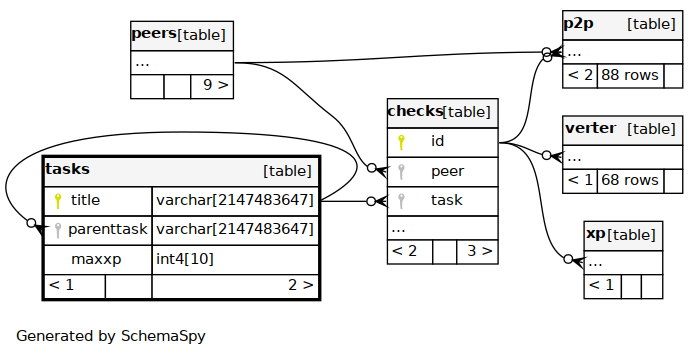 peers [table]
...
9 >
p2p [table]
...
< 2 88 rows
checks [table]
id
peer
task
...
< 2 3 >
verter [table]
...
< 1 68 rows
tasks [table]
title varchar[2147483647]
parenttask varchar[2147483647]
maxxp int4[10]
< 1 2 >
xp [table]
...
< 1
Generated by SchemaSpy